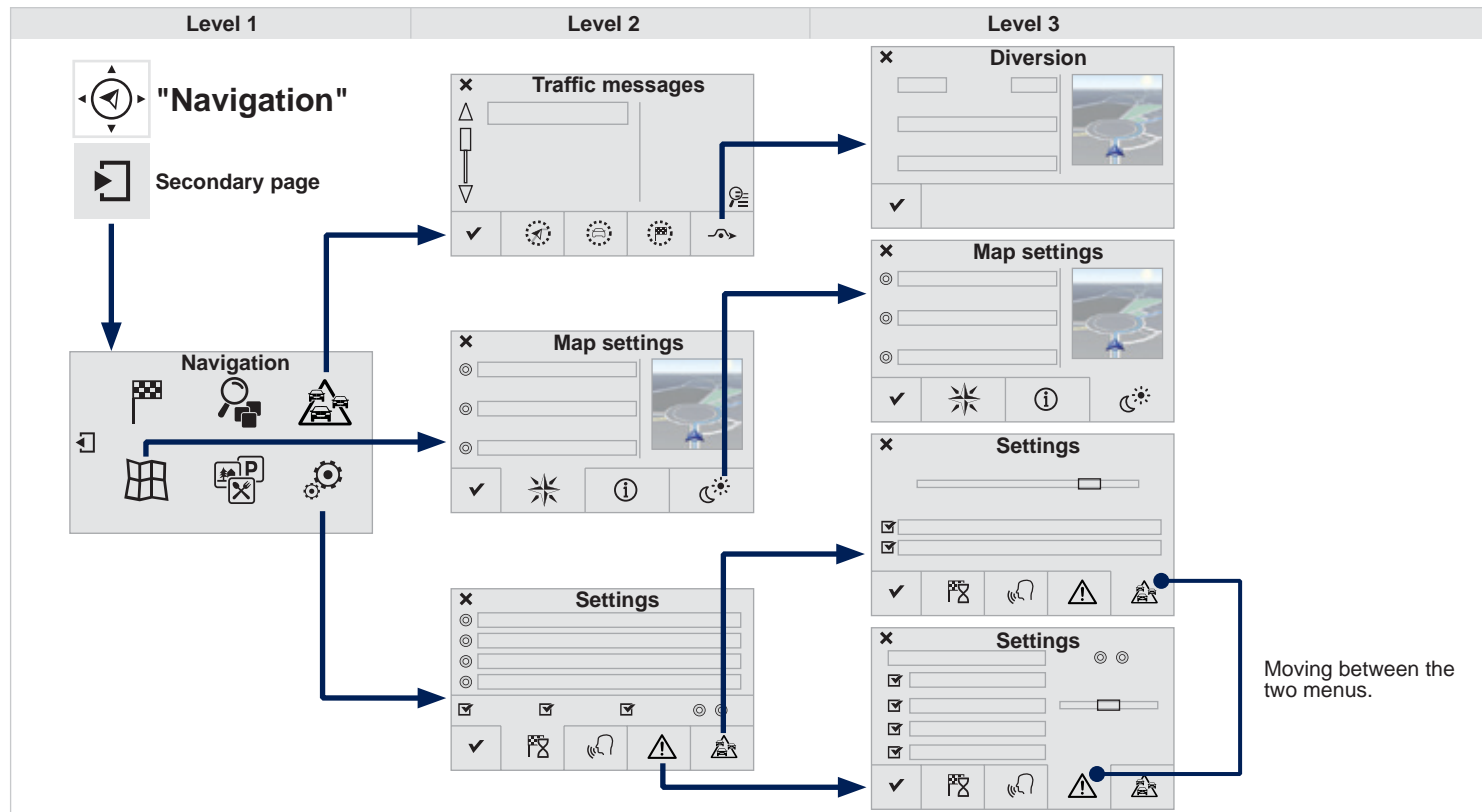 Level 1
Level 2
Level 3
"Navigation"
Secondary page
Navigation
P
Traffic messages
Map settings
Settings
Diversion
Map settings
Settings
Settings
Moving between the
two menus.